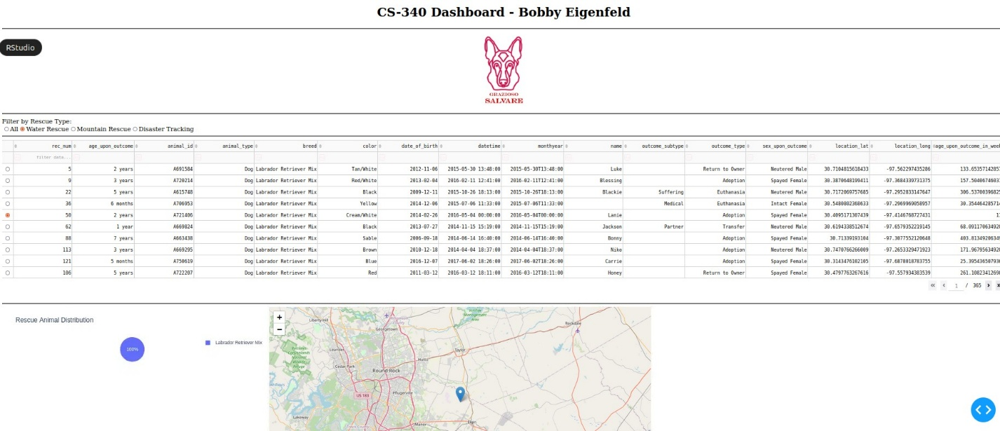 CS-340 Dashboard - Bobby Eigenfeld
RStudio
GRAZIOSO
SALVARE
Filter by Rescue Type:
All Water Rescue Mountain Rescue Disaster Tracking
rec_num age_upon_outcome animal_id animal_type breed color date_of_birth datetime monthyear name outcome_subtype outcome_type sex_upon_outcome location_lat location_long age_upon_outcome_in_week
filter data...
5 2 years A691584 Dog Labrador Retriever Mix Tan/White 2012-11-06 2015-05-30 13:48:00 2015-05-30T13:48:00 Luke Return to Owner Neutered Male 30.7104815618433 -97.562297435286 133.6535714285
9 3 years A720214 Dog Labrador Retriever Mix Red/White 2013-02-04 2016-02-11 12:41:00 2016-02-11T12:41:00 Blessing Adoption Spayed Female 30.3870648199411 -97.3684339731375 157.504067460317
22 5 years A615748 Dog Labrador Retriever Mix Black 2009-12-11 2015-10-26 18:13:00 2015-10-26T18:13:00 Blackie Suffering Euthanasia Neutered Male 30.7172069757685 -97.2952833147647 306.537003968253
36 6 months A706953 Dog Labrador Retriever Mix Yellow 2014-12-06 2015-07-06 11:33:00 2015-07-06T11:33:00 Medical Euthanasia Intact Female 30.5480802368633 -97.2969960058957 30.354464285714
50 2 years A721406 Dog Labrador Retriever Mix Cream/White 2014-02-26 2016-05-04 00:00:00 2016-05-04T00:00:00 Lanie Adoption Spayed Female 30.4095171307439 -97.4146768727431 11
62 1 year A669824 Dog Labrador Retriever Mix Black 2013-07-27 2014-11-15 15:19:00 2014-11-15T15:19:00 Jackson Partner Transfer Neutered Male 30.6194338512674 -97.6579352219145 68.091170634920
88 7 years A663438 Dog Labrador Retriever Mix Sable 2006-09-18 2014-06-14 16:40:00 2014-06-14T16:40:00 Bonny Adoption Spayed Female 30.71339193104 -97.3077552120648 403.813492063492
113 3 years A669295 Dog Labrador Retriever Mix Brown 2010-12-18 2014-04-04 18:37:00 2014-04-04T18:37:00 Niko Adoption Neutered Male 30.7470766266009 -97.2653329471923 171.967956349206
121 5 months A750619 Dog Labrador Retriever Mix Blue 2016-12-07 2017-06-02 18:26:00 2017-06-02T18:26:00 Carrie Adoption Spayed Female 30.3143476102105 -97.6878018783755 25.395436507936
106 5 years A722207 Dog Labrador Retriever Mix Red 2011-03-12 2016-03-12 18:11:00 2016-03-12T18:11:00 Honey Return to Owner Spayed Female 30.4797763267616 -97.557934383539 261.108234126984
1 / 365
Rescue Animal Distribution
Labrador Retriever Mix
100%
+
−
Liberty Hill
Georgetown
Rockdale
Leander
Taylor
Hutto
Cedar Park
Round Rock
Pflugerville
US 183
Lakeway
Manor
Elgin